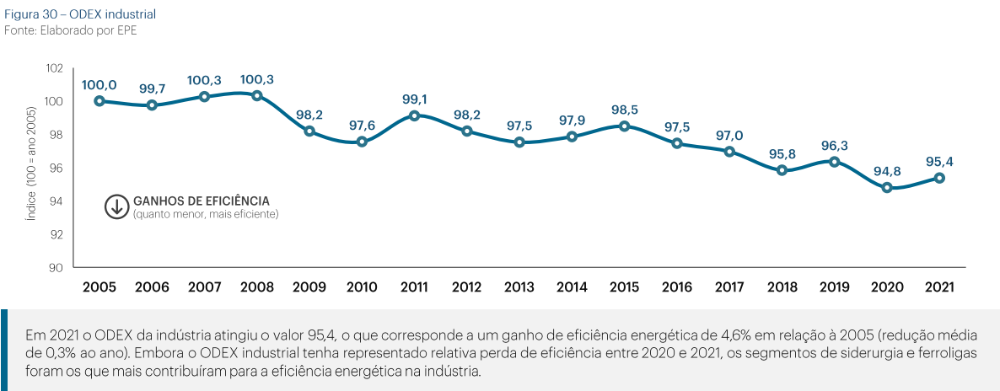 Figura 30 – ODEX industrial
Fonte: Elaborado por EPE
Índice (100 = ano 2005)
102
100
98
96
94
92
90
100,0
99,7
100,3
100,3
98,2
97,6
99,1
98,2
97,5
97,9
98,5
97,5
97,0
95,8
96,3
94,8
95,4
GANHOS DE EFICIÊNCIA
(quanto menor, mais eficiente)
2005 2006 2007 2008 2009 2010 2011 2012 2013 2014 2015 2016 2017 2018 2019 2020 2021
Em 2021 o ODEX da indústria atingiu o valor 95,4, o que corresponde a um ganho de eficiência energética de 4,6% em relação à 2005 (redução média
de 0,3% ao ano). Embora o ODEX industrial tenha representado relativa perda de eficiência entre 2020 e 2021, os segmentos de siderurgia e ferroligas
foram os que mais contribuíram para a eficiência energética na indústria.